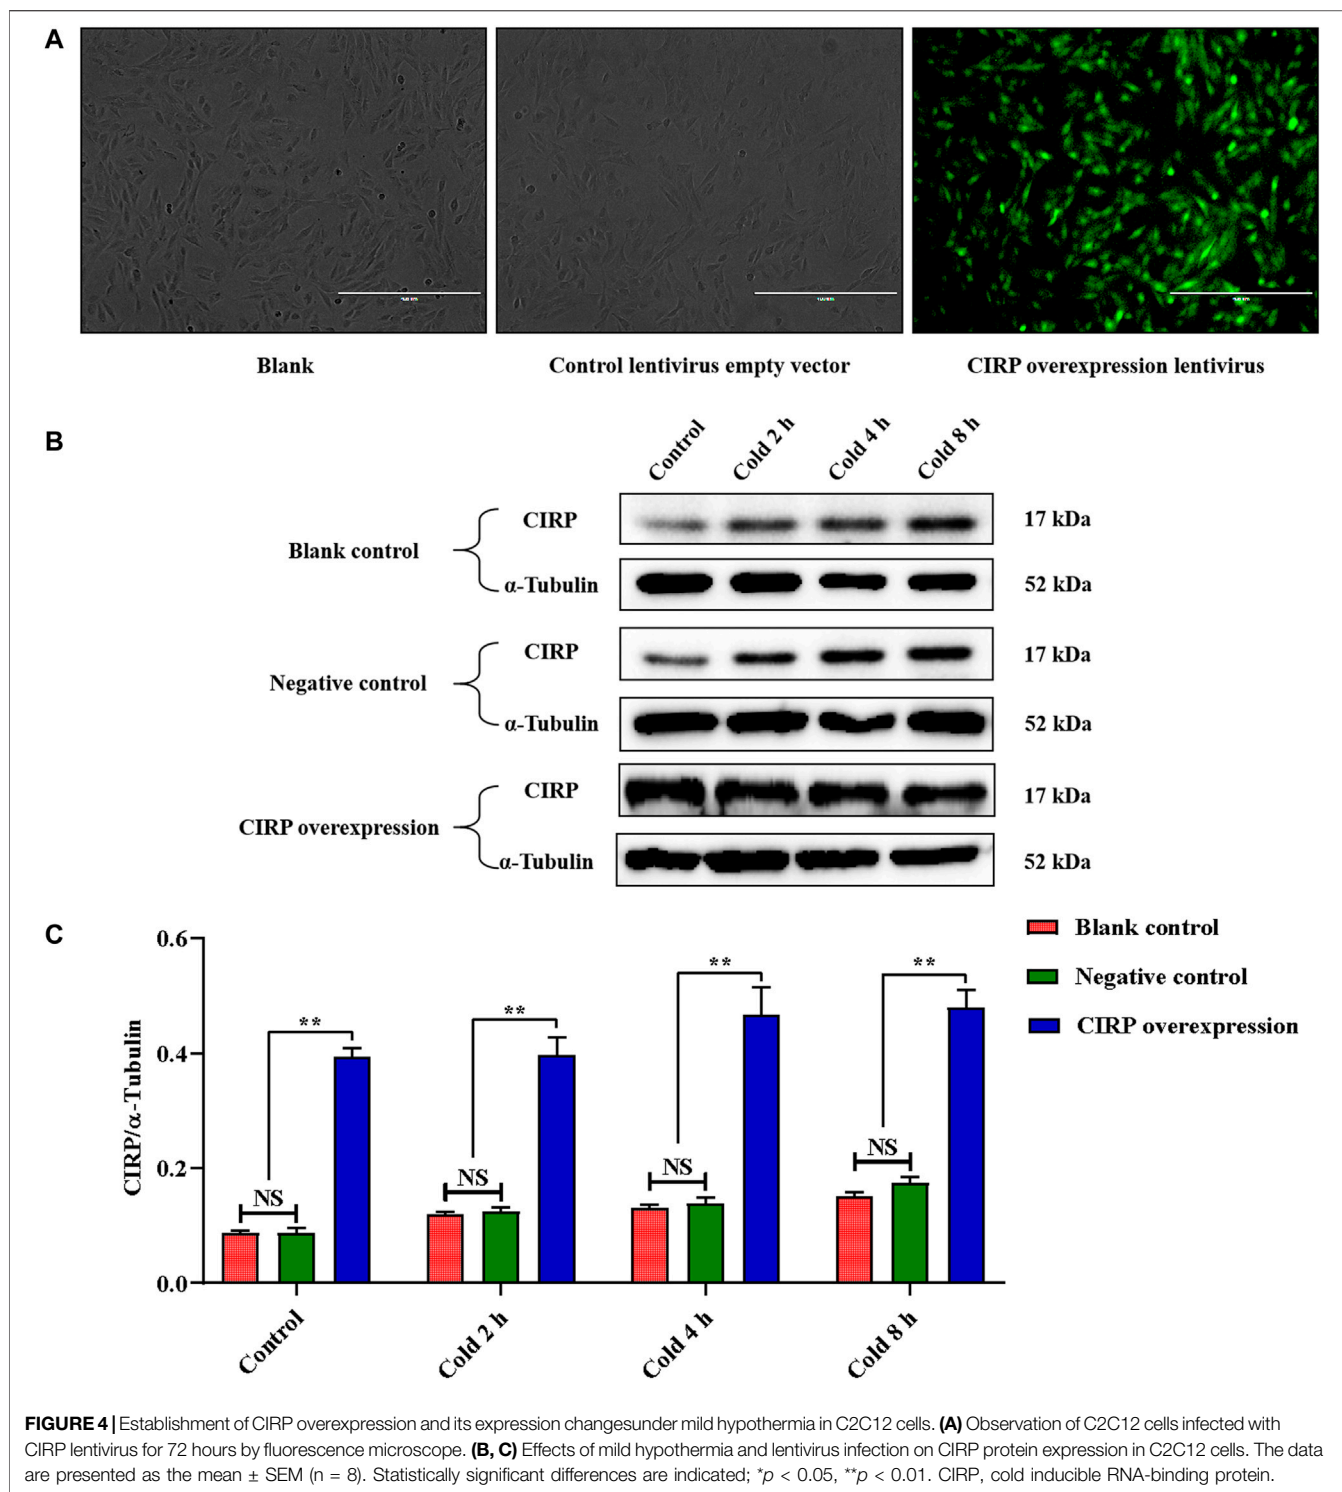 A
Blank
Control lentivirus empty vector
CIRP overexpression lentivirus
B
Control
Cold 2 h
Cold 4 h
Cold 8 h
Blank control
CIRP
17 kDa
α-Tubulin
52 kDa
Negative control
CIRP
17 kDa
α-Tubulin
52 kDa
CIRP overexpression
CIRP
17 kDa
α-Tubulin
52 kDa
C
CIRP/α-Tubulin
0.6
0.4
0.2
0.0
**
NS
**
NS
**
NS
**
NS
Control
Cold 2 h
Cold 4 h
Cold 8 h
Blank control
Negative control
CIRP overexpression
FIGURE 4 | Establishment of CIRP overexpression and its expression changesunder mild hypothermia in C2C12 cells. (A) Observation of C2C12 cells infected with
CIRP lentivirus for 72 hours by fluorescence microscope. (B, C) Effects of mild hypothermia and lentivirus infection on CIRP protein expression in C2C12 cells. The data
are presented as the mean ± SEM (n = 8). Statistically significant differences are indicated; *p < 0.05, **p < 0.01. CIRP, cold inducible RNA-binding protein.